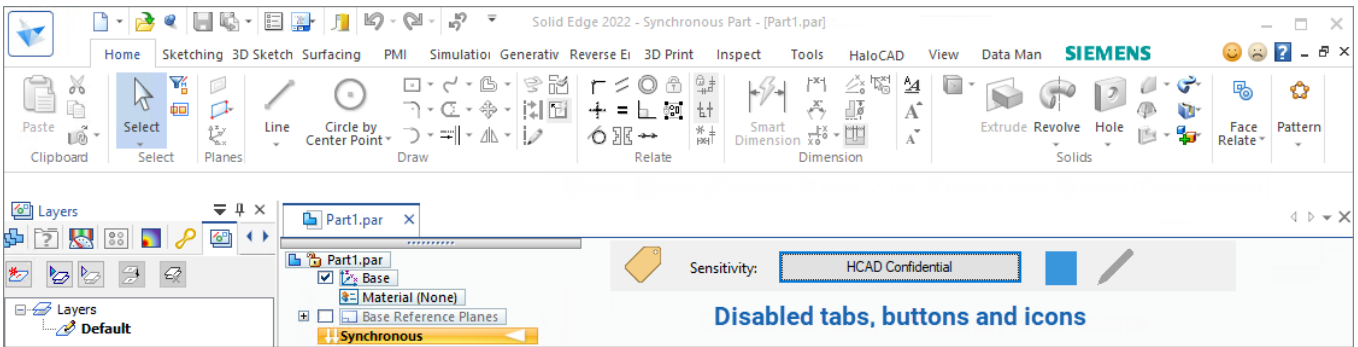 Solid Edge 2022 - Synchronous Part - [Part1.par]
Home Sketching 3D Sketch Surfacing PMI Simulation Generativ Reverse Er 3D Print Inspect Tools HaloCAD View Data Man SIEMENS
Paste Select Line Circle by Center Point Smart Dimension Extrude Revolve Hole Face Relate Pattern
Clipboard Select Planes Draw Relate Dimension Solids
Layers
Part1.par
Part1.par
Base
Material (None)
Base Reference Planes
Synchronous
Layers
Default
Sensitivity: HCAD Confidential
Disabled tabs, buttons and icons